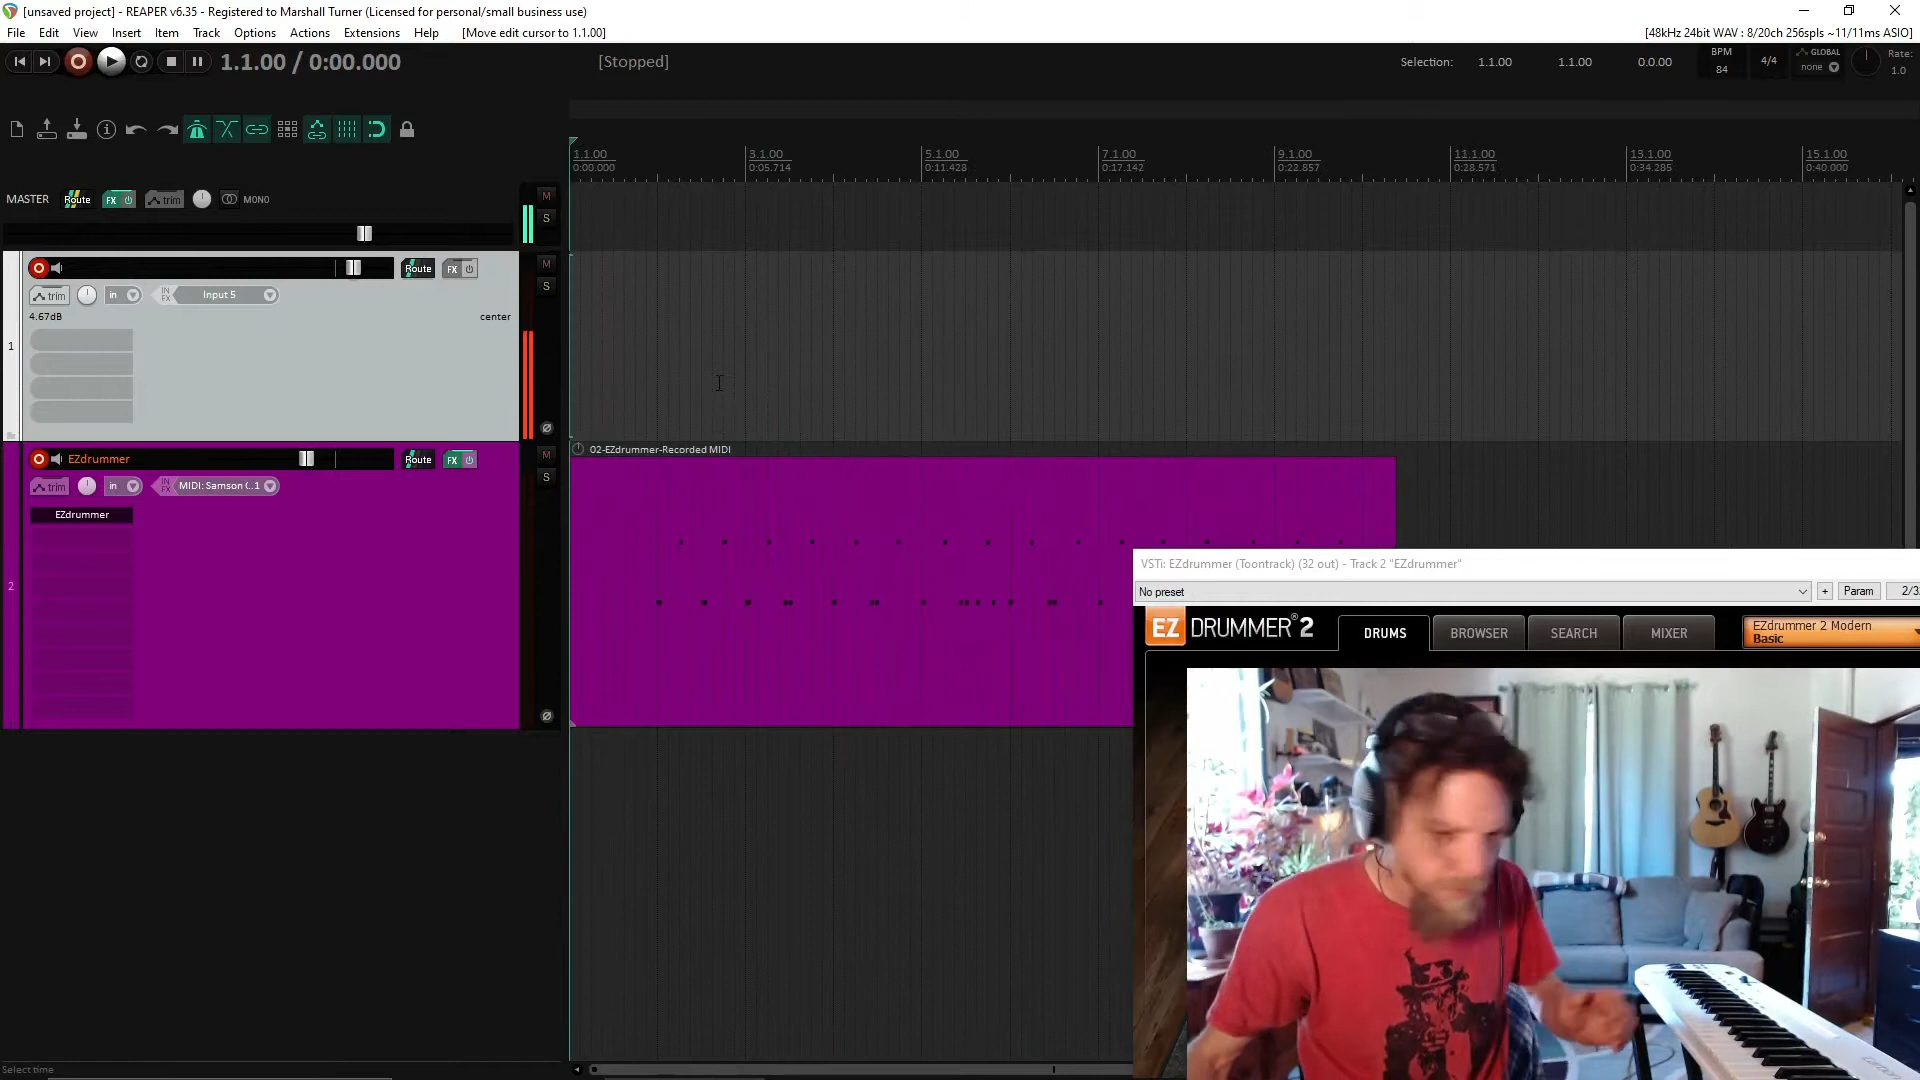 [unsaved project] - REAPER v6.35 - Registered to Marshall Turner (Licensed for personal/small business use)
File Edit View Insert Item Track Options Actions Extensions Help [Move edit cursor to 1.1.00]
[48kHz 24bit WAV : 8/20ch 256spls ~11/11ms ASIO]
1.1.00 / 0:00.000
[Stopped]
Selection: 1.1.00 1.1.00 0.0.00
BPM
84
4/4
GLOBAL
none
Rate:
1.0
1.1.00 3.1.00 5.1.00 7.1.00 9.1.00 11.1.00 13.1.00 15.1.00
0:00.000 0:05.714 0:11.428 0:17.142 0:22.857 0:28.571 0:34.285 0:40.000
MASTER Route FX trim MONO M
S
Route FX M
trim in IN FX Input 5 S
4.67dB center
1
EZdrummer Route FX M
trim in IN FX MIDI: Samson (..1 S
EZdrummer
2
02-EZdrummer-Recorded MIDI
VSTi: EZdrummer (Toontrack) (32 out) - Track 2 "EZdrummer"
No preset + Param 2/3
EZ DRUMMER® 2 DRUMS BROWSER SEARCH MIXER
EZdrummer 2 Modern
Basic
Select time